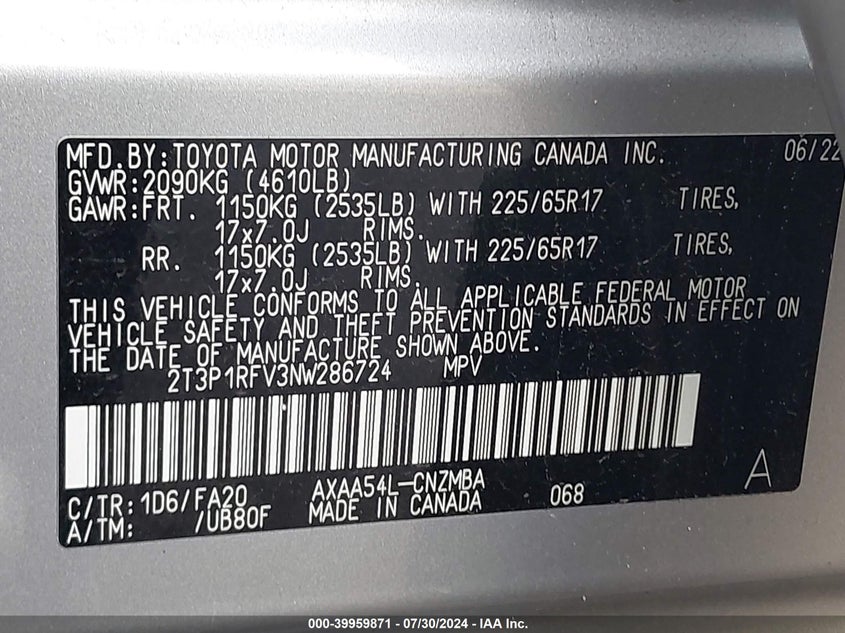 MFD.BY:TOYOTA MOTOR MANUFACTURING CANADA INC. 06/22
GVWR:2090KG (4610LB)
GAWR:FRT. 1150KG (2535LB) WITH 225/65R17 TIRES,
17x7.0J RIMS.
RR. 1150KG (2535LB) WITH 225/65R17 TIRES,
17x7.0J RIMS.
THIS VEHICLE CONFORMS TO ALL APPLICABLE FEDERAL MOTOR
VEHICLE SAFETY AND THEFT PREVENTION STANDARDS IN EFFECT ON
THE DATE OF MANUFACTURE SHOWN ABOVE.
2T3P1RFV3NW286724 MPV
C/TR:1D6/FA20 AXAA54L-CNZMBA 068 A
A/TM: /UB80F MADE IN CANADA
000-39959871 / 07/30/2024 - IAA Inc.